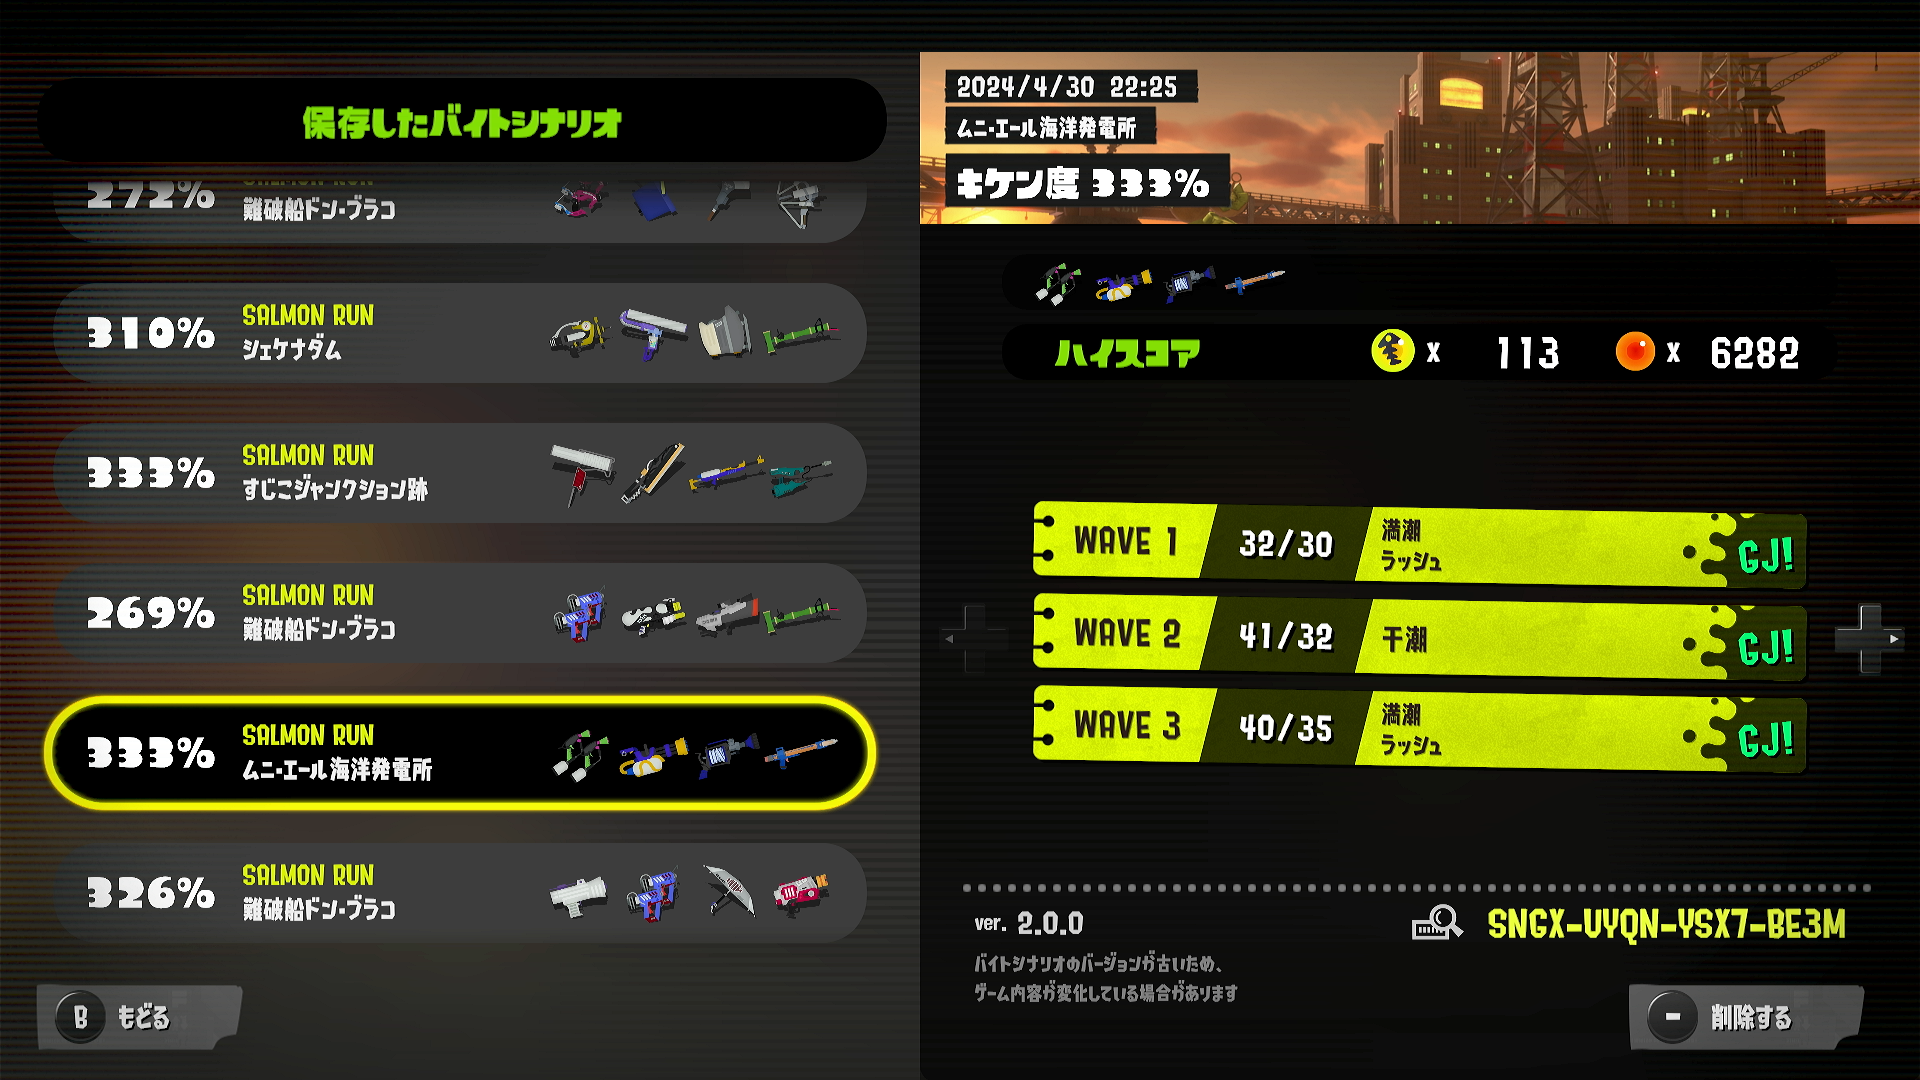 保存したバイトシナリオ
272%
SALMON RUN
難破船ドン・ブラコ
310%
SALMON RUN
シェケナダム
333%
SALMON RUN
すじこジャンクション跡
269%
SALMON RUN
難破船ドン・ブラコ
333%
SALMON RUN
ムニ・エール海洋発電所
326%
SALMON RUN
難破船ドン・ブラコ
B もどる
2024/4/30 22:25
ムニ・エール海洋発電所
キケン度 333%
ハイスコア x 113 x 6282
WAVE 1 32/30 満潮 GJ!
ラッシュ
WAVE 2 41/32 干潮 GJ!
WAVE 3 40/35 満潮 GJ!
ラッシュ
ver. 2.0.0 SNGX-UYQN-YSX7-BE3M
バイトシナリオのバージョンが古いため、
ゲーム内容が変化している場合があります
削除する